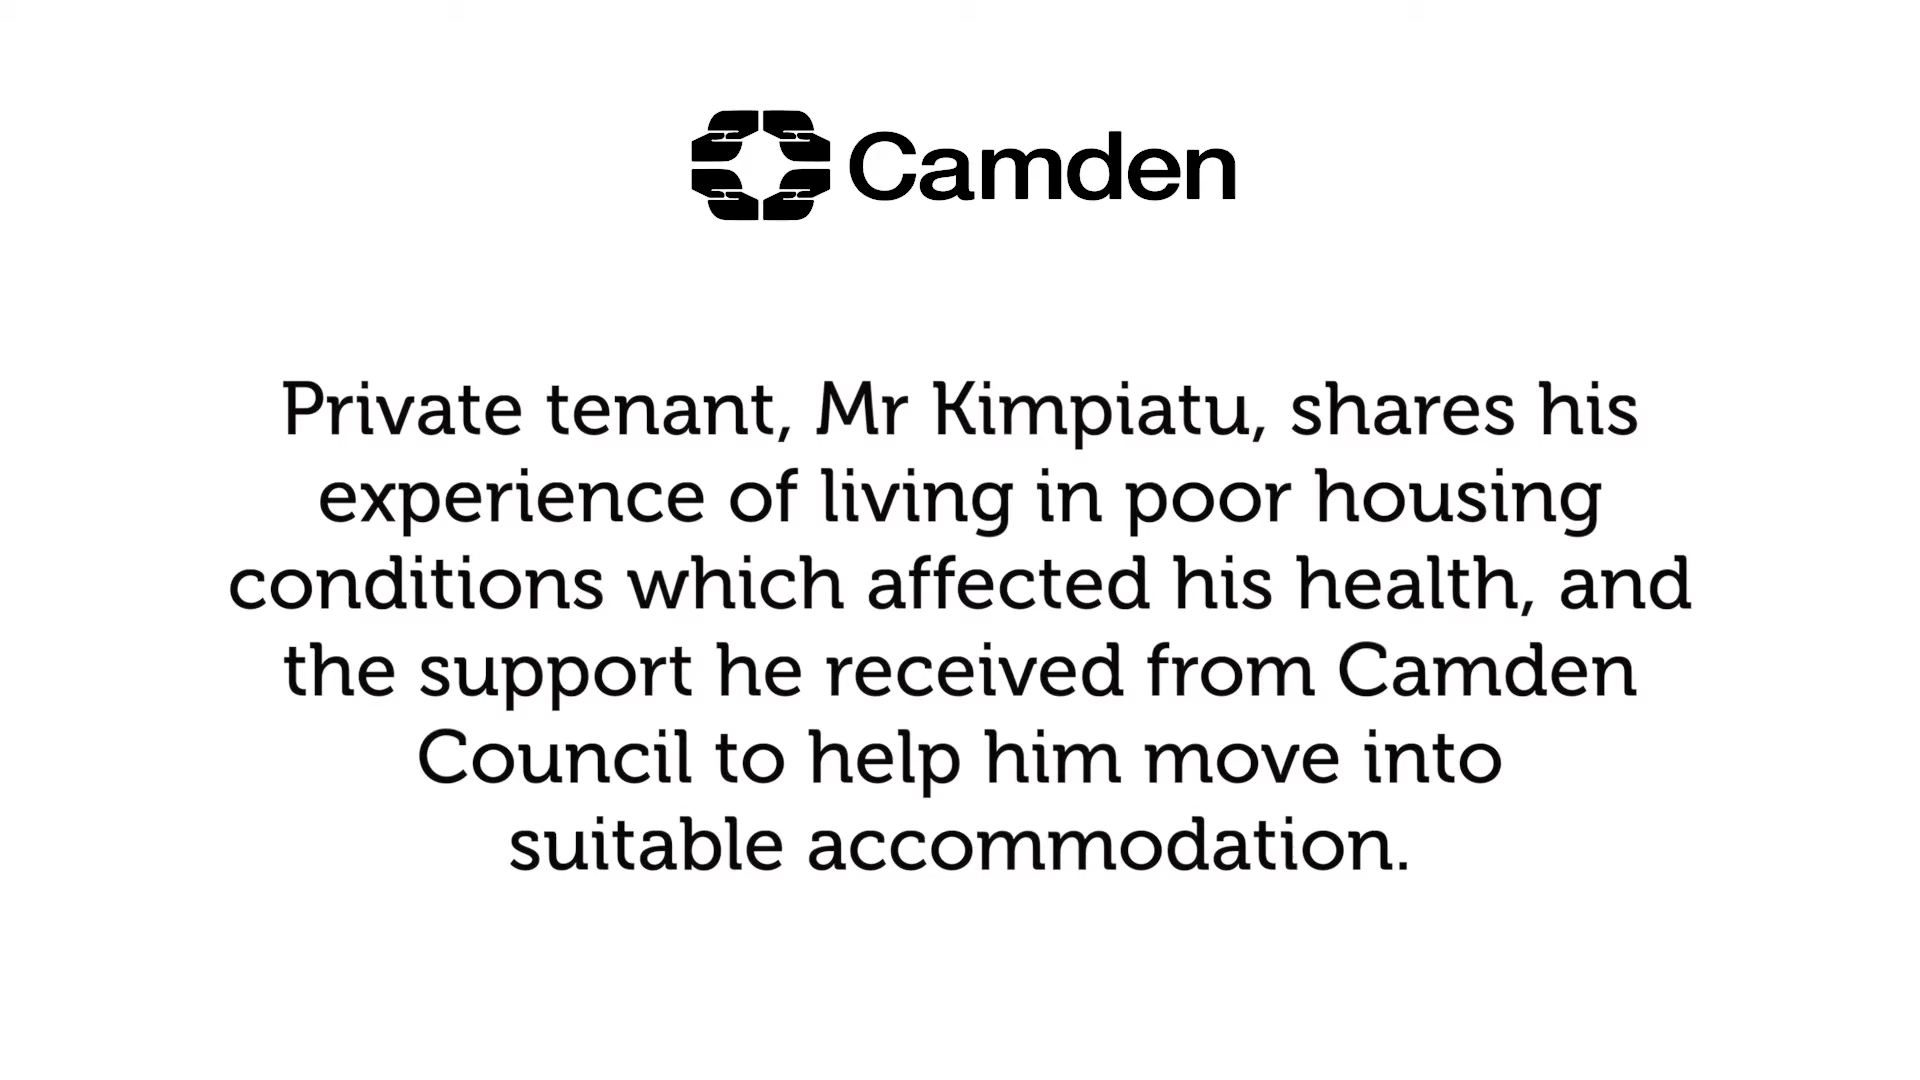 Camden
Private tenant, Mr Kimpiatu, shares his
experience of living in poor housing
conditions which affected his health, and
the support he received from Camden
Council to help him move into
suitable accommodation.